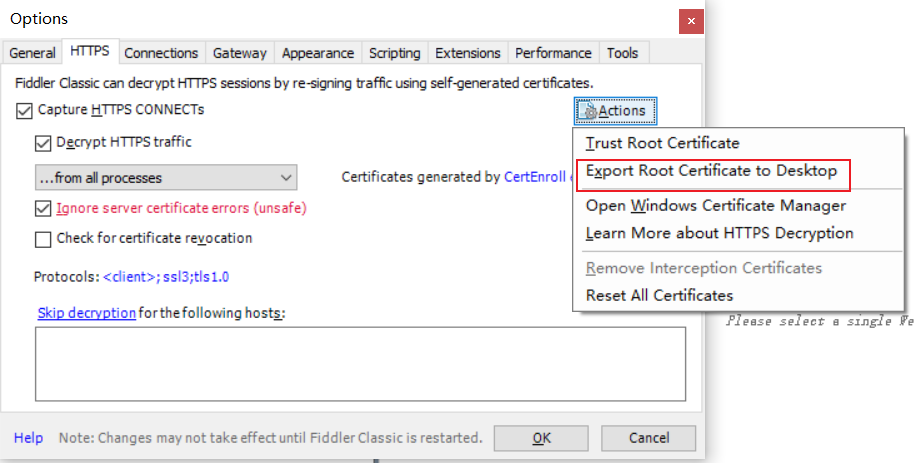 Options
General HTTPS Connections Gateway Appearance Scripting Extensions Performance Tools
Fiddler Classic can decrypt HTTPS sessions by re-signing traffic using self-generated certificates.
Capture HTTPS CONNECTs
Actions
Decrypt HTTPS traffic
...from all processes
Certificates generated by CertEnroll
Ignore server certificate errors (unsafe)
Check for certificate revocation
Protocols: <client>;ssl3;tls1.0
Skip decryption for the following hosts:
Trust Root Certificate
Export Root Certificate to Desktop
Open Windows Certificate Manager
Learn More about HTTPS Decryption
Remove Interception Certificates
Reset All Certificates
Please select a single We
Help Note: Changes may not take effect until Fiddler Classic is restarted. OK Cancel